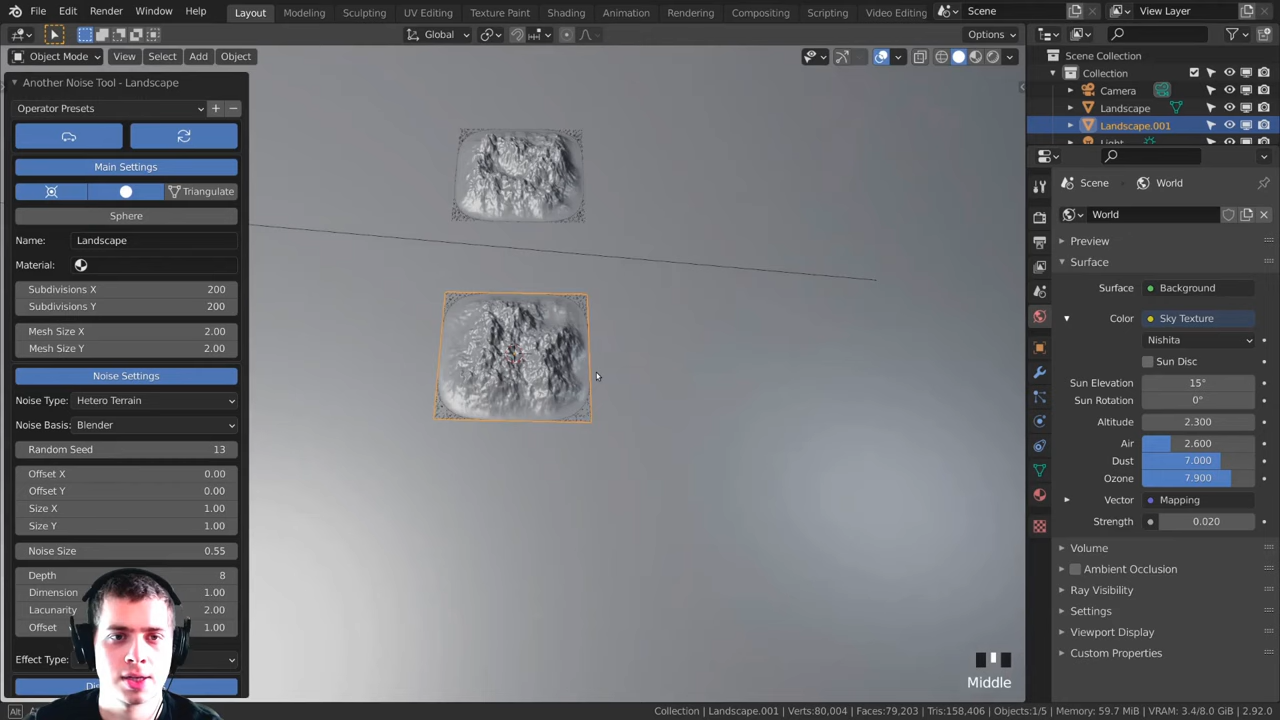 File Edit Render Window Help Layout Modeling Sculpting UV Editing Texture Paint Shading Animation Rendering Compositing Scripting Video Editing Scene View Layer
Global Options
Object Mode View Select Add Object
Another Noise Tool - Landscape
Operator Presets
Main Settings
Triangulate
Sphere
Name: Landscape
Material:
Subdivisions X 200
Subdivisions Y 200
Mesh Size X 2.00
Mesh Size Y 2.00
Noise Settings
Noise Type: Hetero Terrain
Noise Basis: Blender
Random Seed 13
Offset X 0.00
Offset Y 0.00
Size X 1.00
Size Y 1.00
Noise Size 0.55
Depth 8
Dimension 1.00
Lacunarity 2.00
Offset 1.00
Effect Type:
Scene Collection
Collection
Camera
Landscape
Landscape.001
Light
Scene World
World
Preview
Surface
Surface Background
Color Sky Texture
Nishita
Sun Disc
Sun Elevation 15°
Sun Rotation 0°
Altitude 2.300
Air 2.600
Dust 7.000
Ozone 7.900
Vector Mapping
Strength 0.020
Volume
Ambient Occlusion
Ray Visibility
Settings
Viewport Display
Custom Properties
Middle
Alt
Collection | Landscape.001 | Verts:80,004 | Faces:79,203 | Tris:158,406 | Objects:1/5 | Memory: 59.7 MiB | VRAM: 3.4/8.0 GiB | 2.92.0